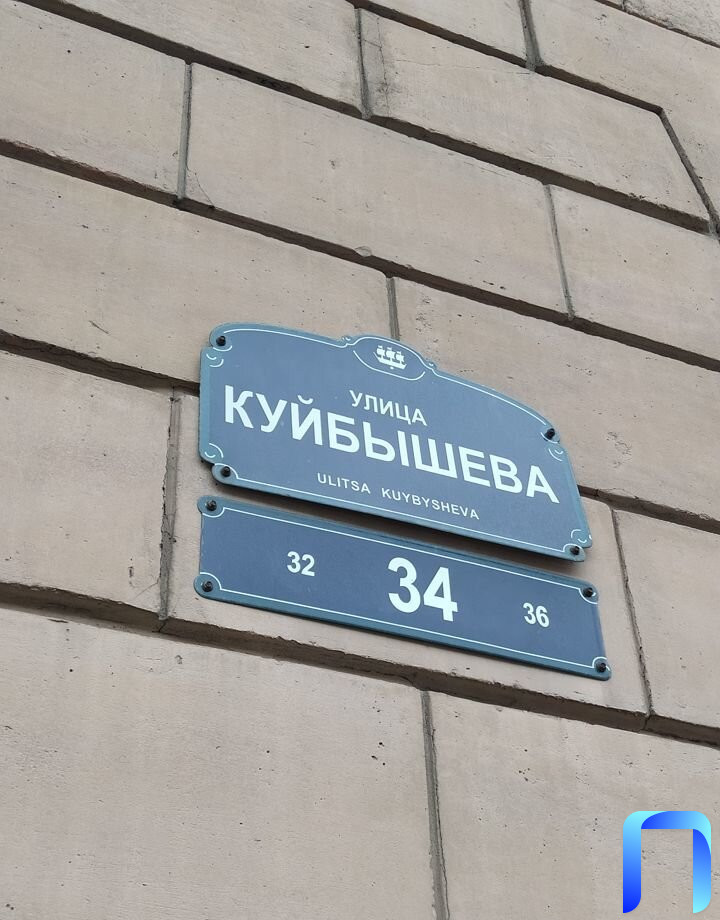 УЛИЦА
КУЙБЫШЕВА
ULITSA KUYBYSHEVA
32 34 36
П